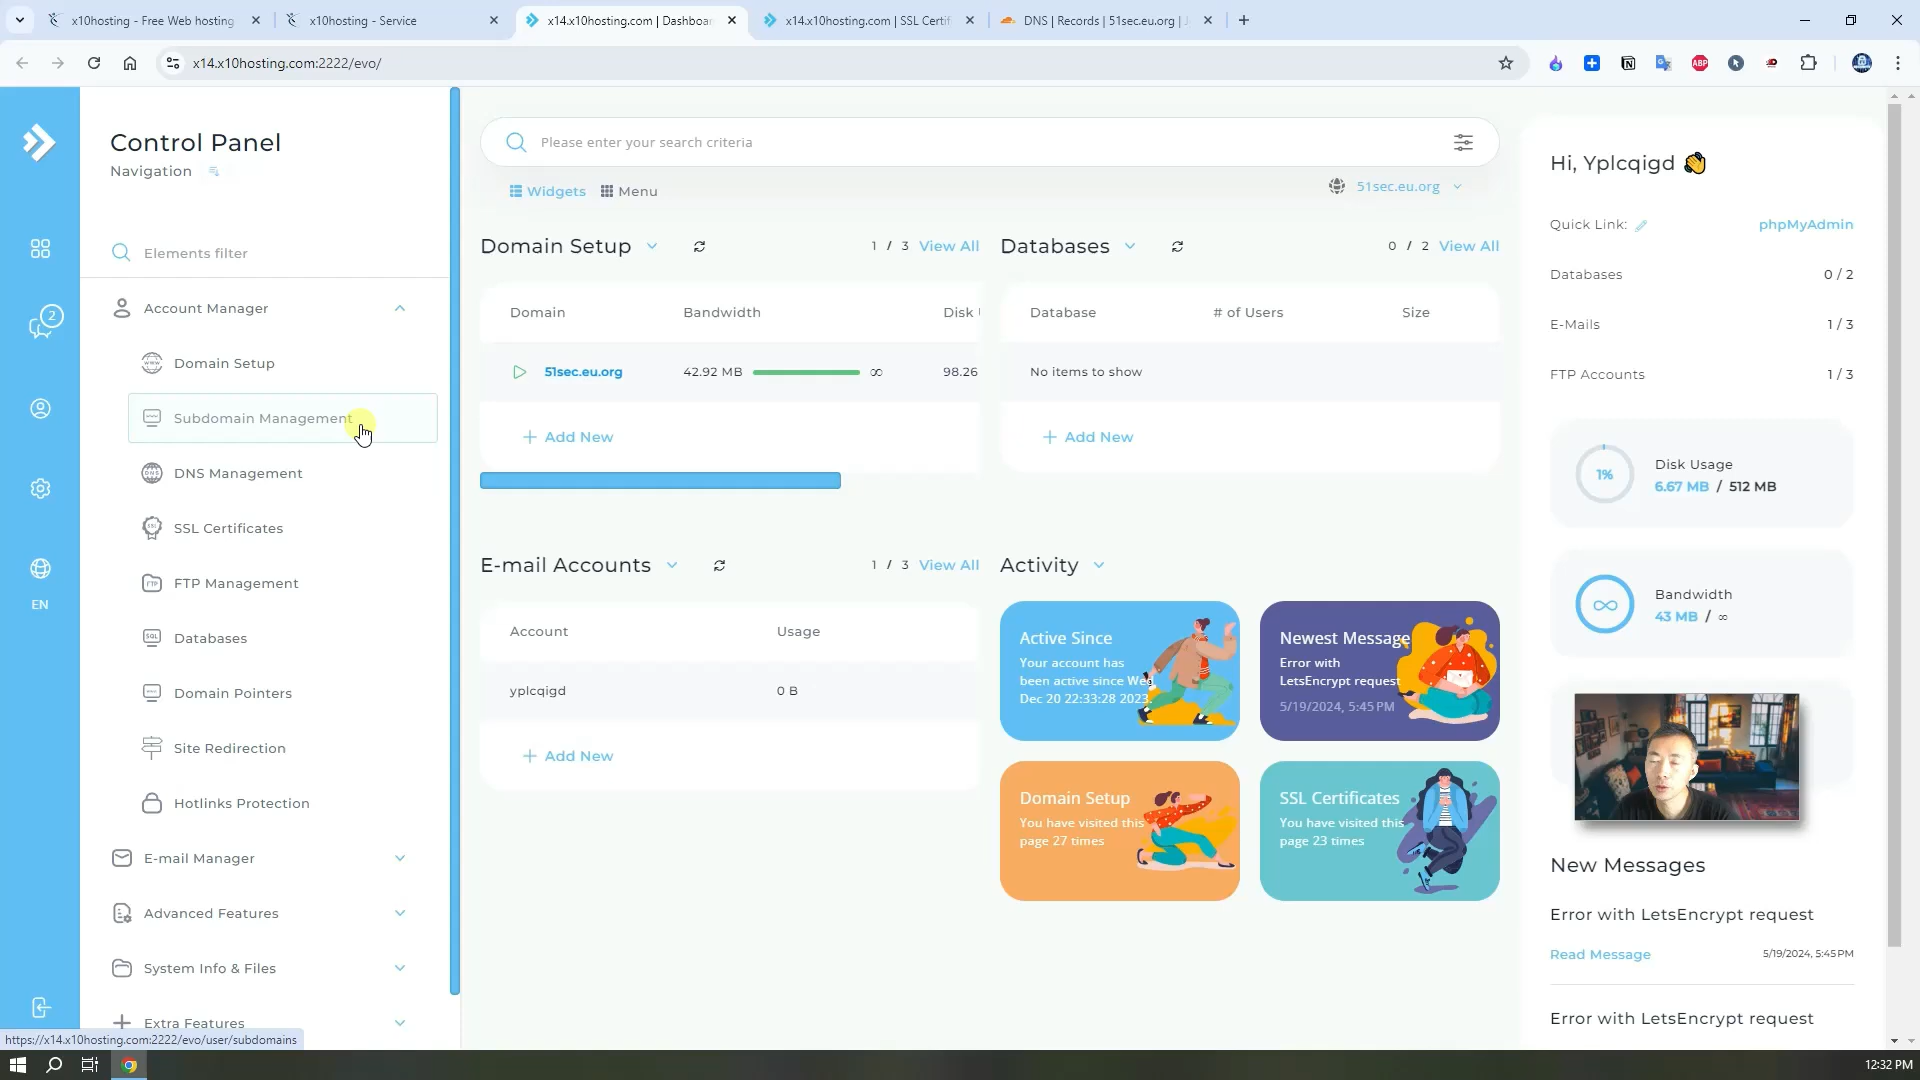 x10hosting - Free Web hosting
x10hosting - Service
x14.x10hosting.com | Dashboa
x14.x10hosting.com | SSL Certif
DNS | Records | 51sec.eu.org |
x14.x10hosting.com:2222/evo/
ABP
Control Panel
Navigation
Elements filter
Account Manager
Domain Setup
Subdomain Management
DNS Management
SSL Certificates
FTP Management
Databases
Domain Pointers
Site Redirection
Hotlinks Protection
E-mail Manager
Advanced Features
System Info & Files
Extra Features
2
EN
https://x14.x10hosting.com:2222/evo/user/subdomains
Please enter your search criteria
Widgets
Menu
51sec.eu.org
Domain Setup
1 / 3 View All
Domain Bandwidth Disk
51sec.eu.org 42.92 MB ∞ 98.26
+ Add New
Databases
0 / 2 View All
Database # of Users Size
No items to show
+ Add New
E-mail Accounts
1 / 3 View All
Account Usage
yplcqigd 0 B
+ Add New
Activity
Active Since
Your account has
been active since Wed
Dec 20 22:33:28 2023.
Newest Message
Error with
LetsEncrypt request
5/19/2024, 5:45 PM
Domain Setup
You have visited this
page 27 times
SSL Certificates
You have visited this
page 23 times
Hi, Yplcqigd 👋
Quick Link: phpMyAdmin
Databases 0 / 2
E-Mails 1 / 3
FTP Accounts 1 / 3
1%
Disk Usage
6.67 MB / 512 MB
Bandwidth
43 MB / ∞
New Messages
Error with LetsEncrypt request
Read Message 5/19/2024, 5:45 PM
Error with LetsEncrypt request
12:32 PM